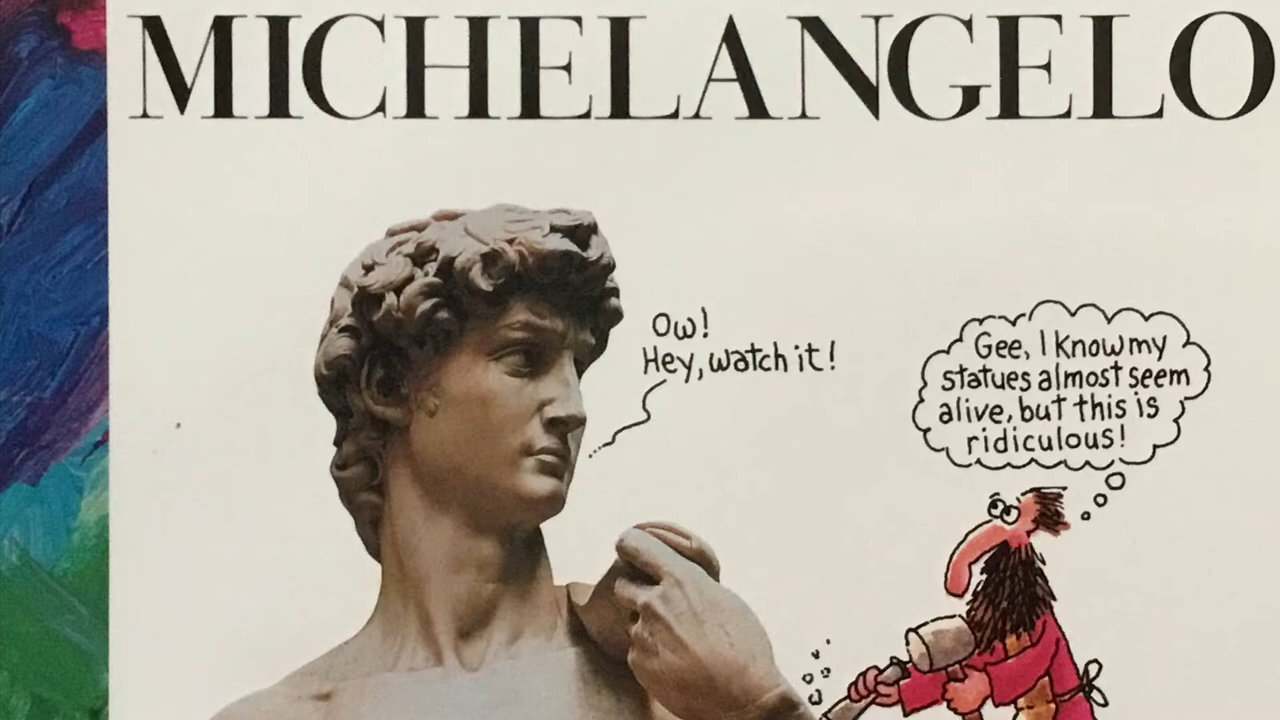 MICHELANGELO
Ow!
Hey, watch it!
Gee, I know my
statues almost seem
alive, but this is
ridiculous!